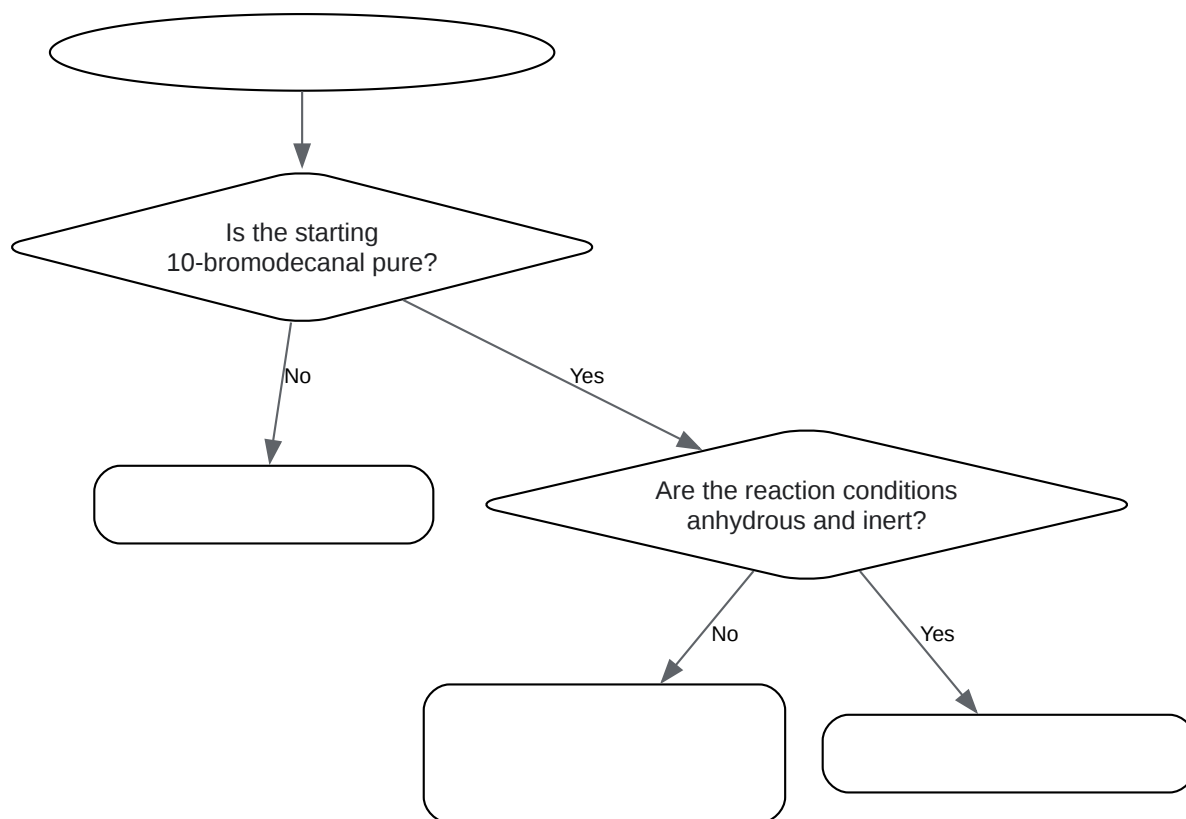 Is the starting
10-bromodecanal pure?
No
Yes
Are the reaction conditions
anhydrous and inert?
No
Yes